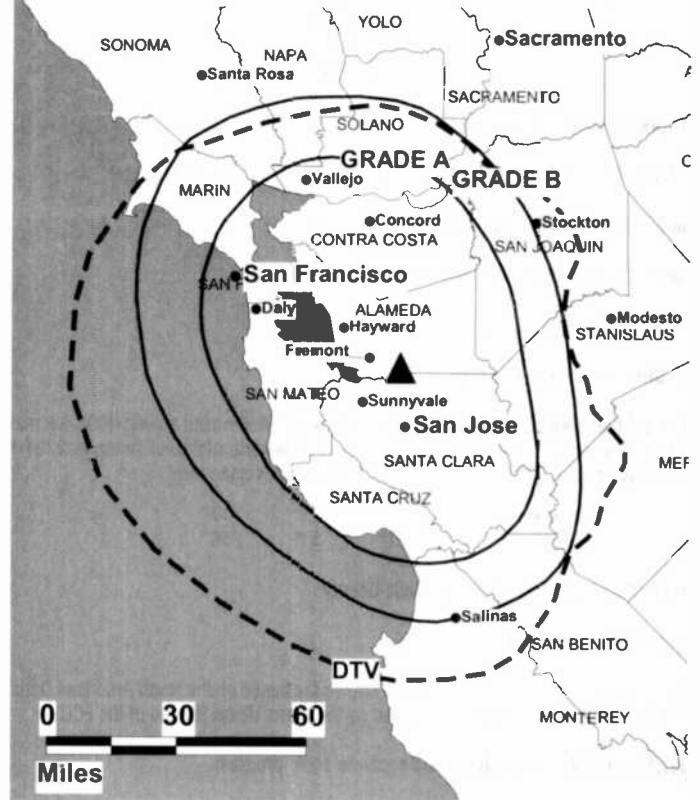 YOLO
SONOMA
Sacramento
NAPA
Santa Rosa
SACRAMENTO
SOLANO
GRADE A
Vallejo
GRADE B
MARIN
Concord
Stockton
CONTRA COSTA
SAN JOAQUIN
San Francisco
SAN F
Daly
ALAMEDA
Modesto
Hayward
STANISLAUS
Fremont
SAN MATEO
Sunnyvale
San Jose
SANTA CLARA
MER
SANTA CRUZ
Salinas
SAN BENITO
DTV
MONTEREY
0 30 60
Miles